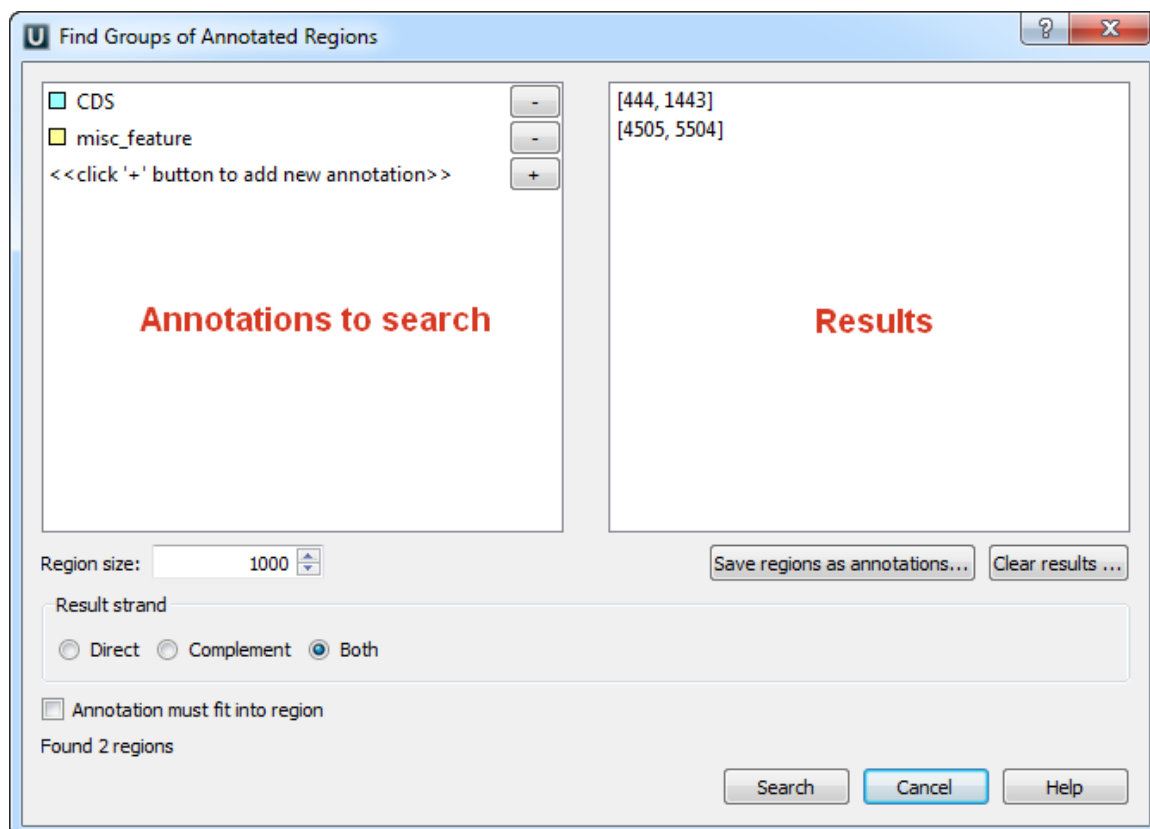 U Find Groups of Annotated Regions
? X
CDS -
misc_feature -
<<click '+' button to add new annotation>> +
Annotations to search
[444, 1443]
[4505, 5504]
Results
Region size: 1000
Save regions as annotations... Clear results ...
Result strand
Direct Complement Both
Annotation must fit into region
Found 2 regions
Search Cancel Help